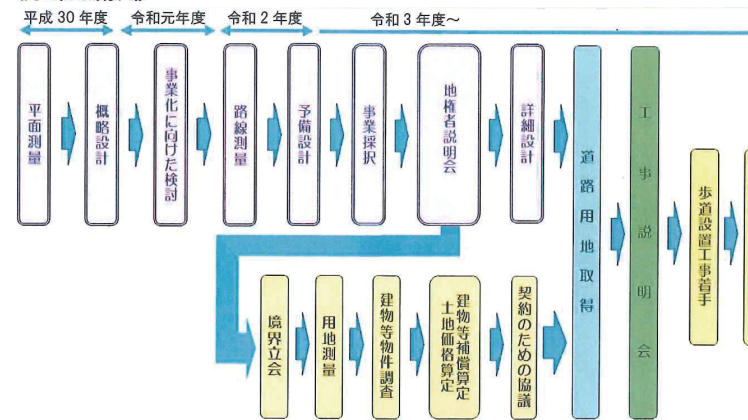 平成 30 年度
令和元年度
令和 2 年度
令和 3 年度～
平面測量
概略設計
事業化に向けた検討
路線測量
予備設計
事業採択
地権者説明会
詳細設計
道路用地取得
工事説明会
歩道設置工事着手
境界立会
用地測量
建物等物件調査
建物等補償算定
土地価格算定
契約のための協議